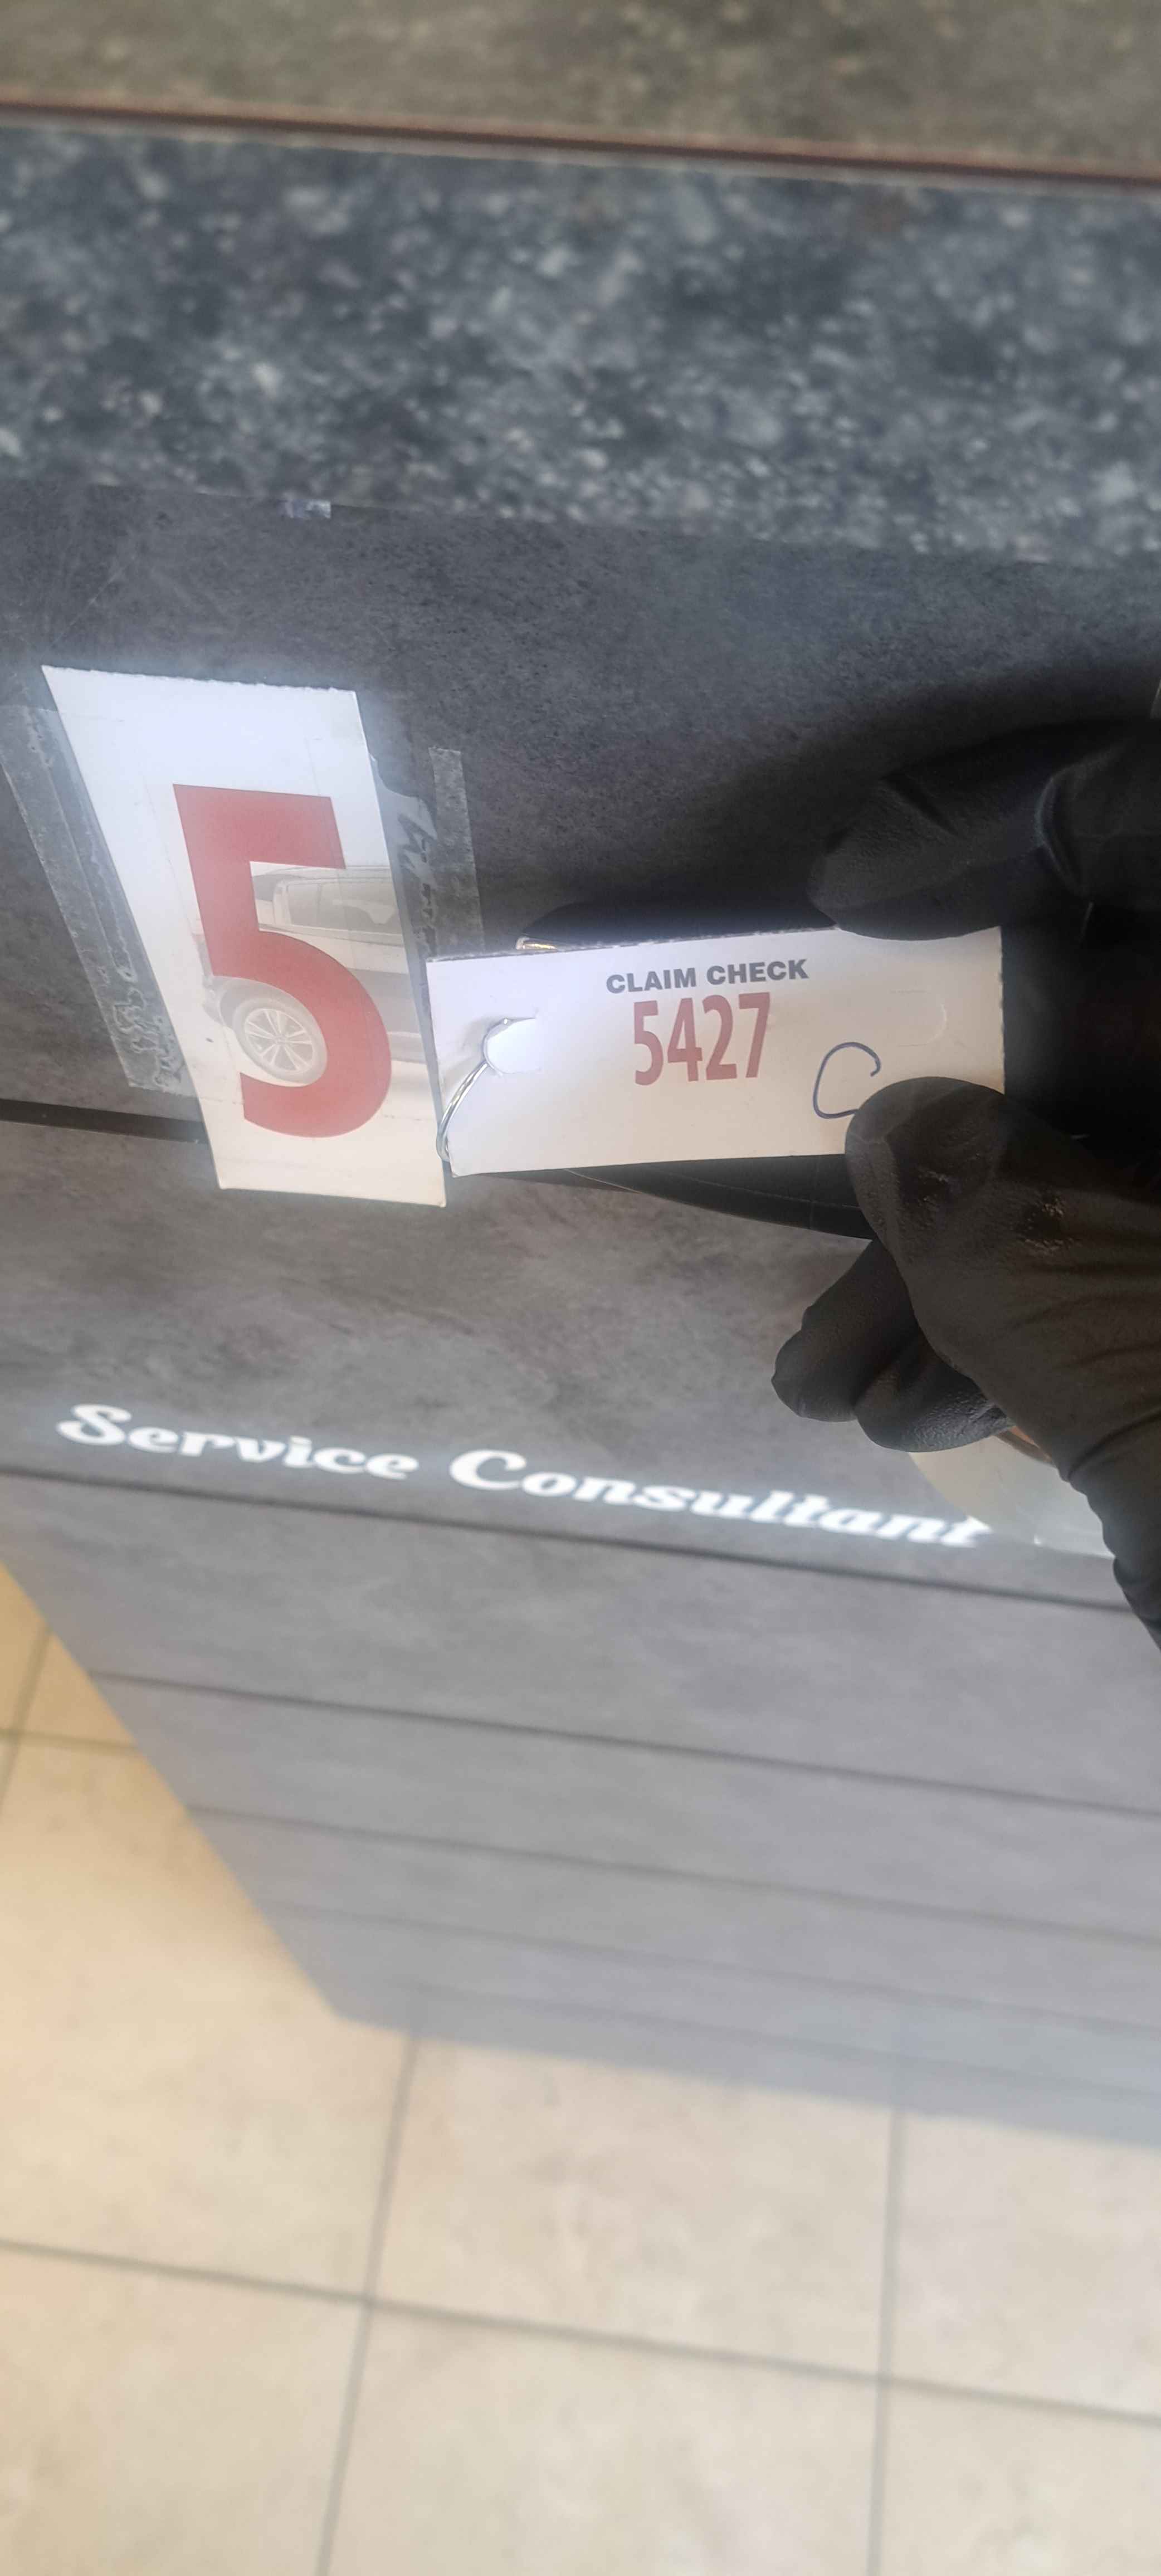 5
CLAIM CHECK
5427
C
Service Consultant